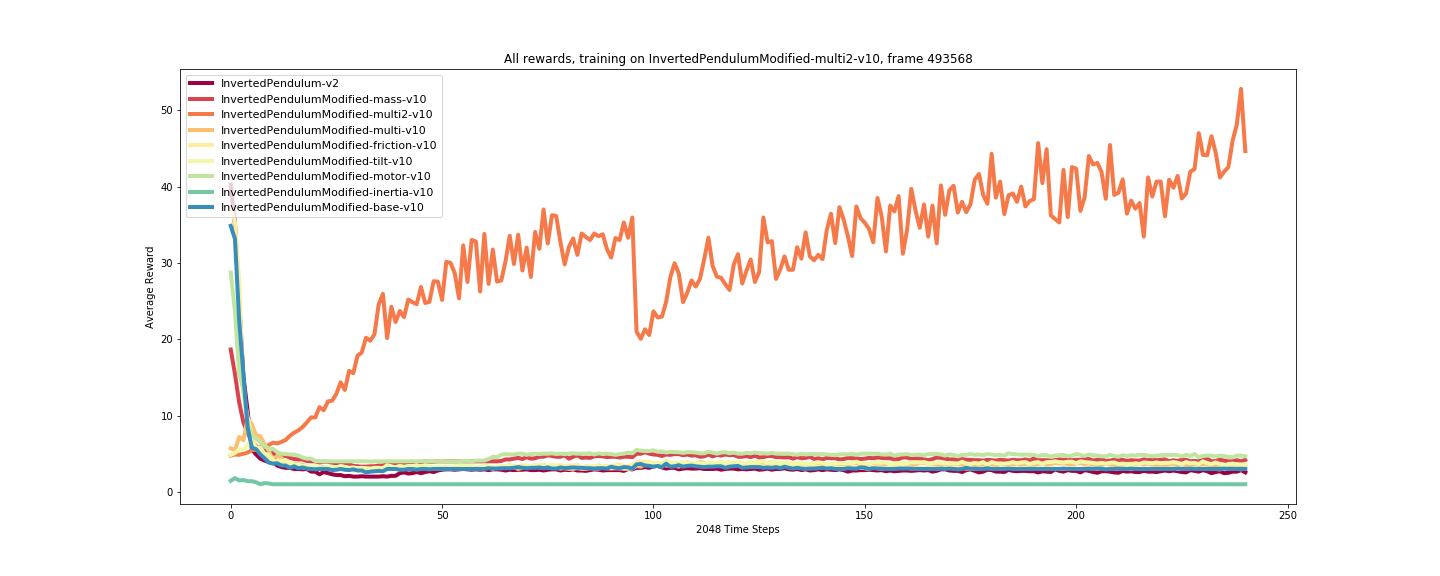 All rewards, training on InvertedPendulumModified-multi2-v10, frame 493568
InvertedPendulum-v2
InvertedPendulumModified-mass-v10
InvertedPendulumModified-multi2-v10
InvertedPendulumModified-multi-v10
InvertedPendulumModified-friction-v10
InvertedPendulumModified-tilt-v10
InvertedPendulumModified-motor-v10
InvertedPendulumModified-inertia-v10
InvertedPendulumModified-base-v10
Average Reward
50
40
30
20
10
0
0 50 100 150 200 250
2048 Time Steps